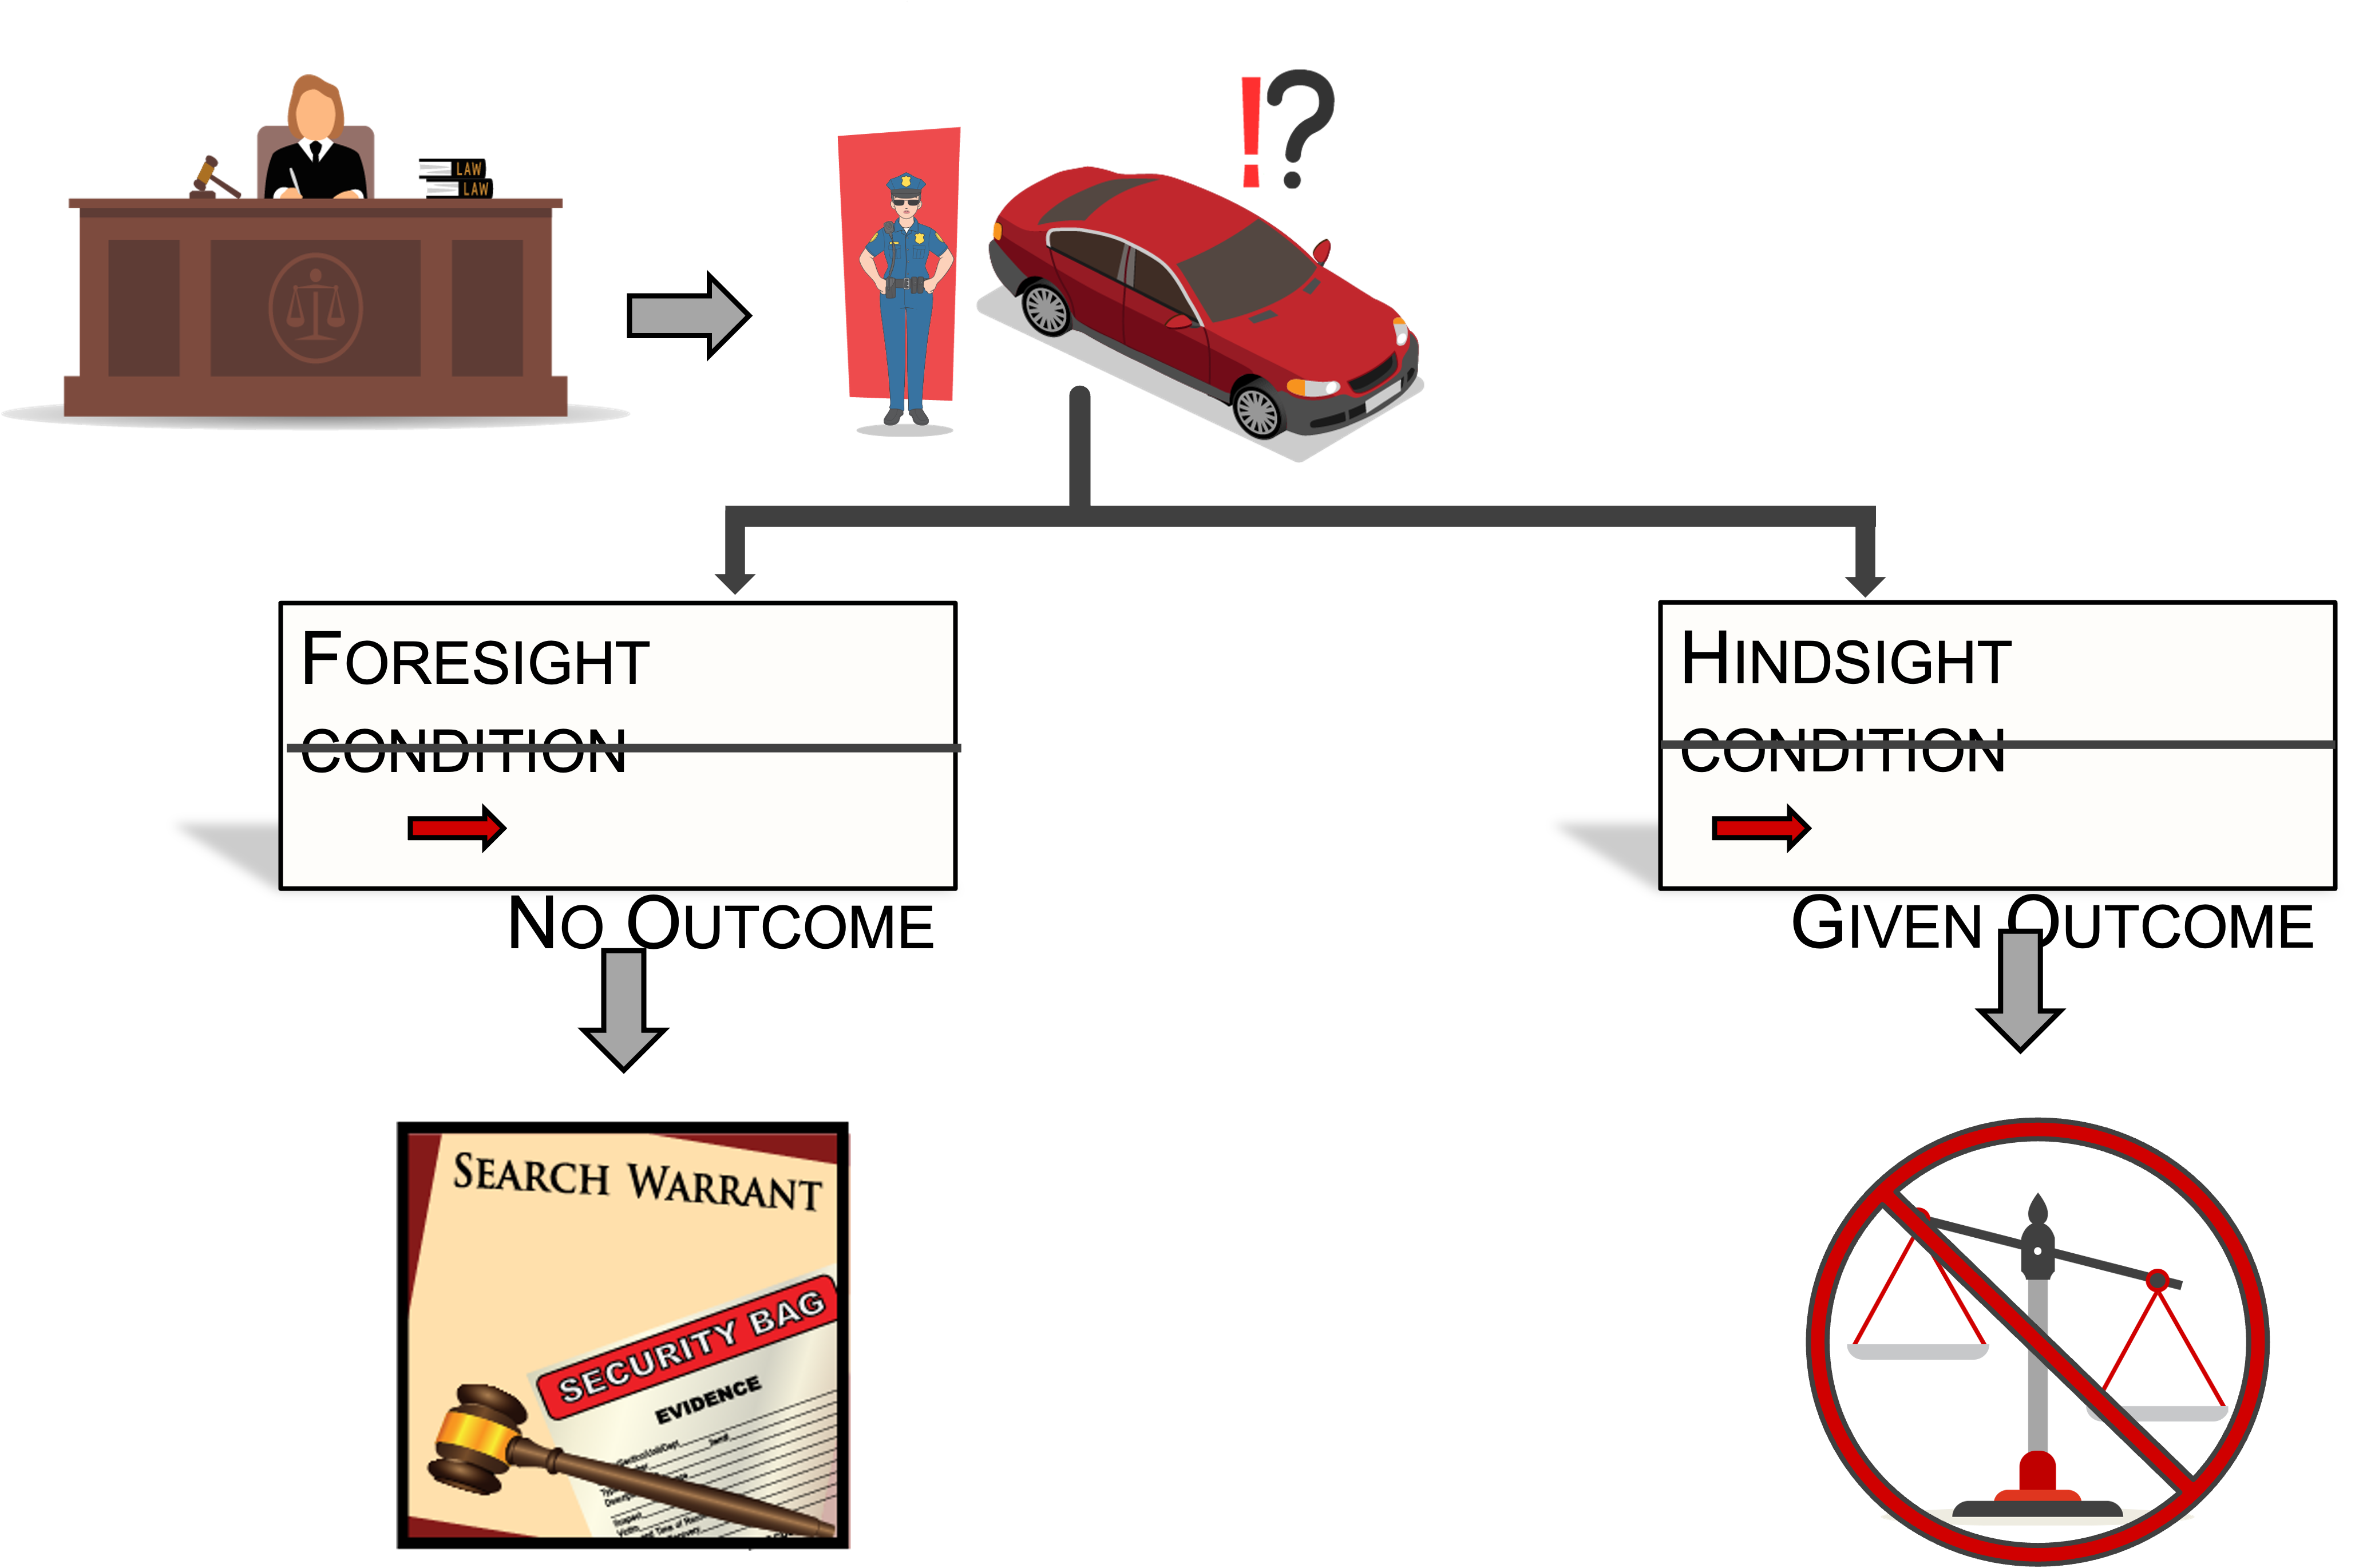 LAW
LAW
!?
FORESIGHT
CONDITION
NO OUTCOME
HINDSIGHT
CONDITION
GIVEN OUTCOME
SEARCH WARRANT
SECURITY BAG
EVIDENCE